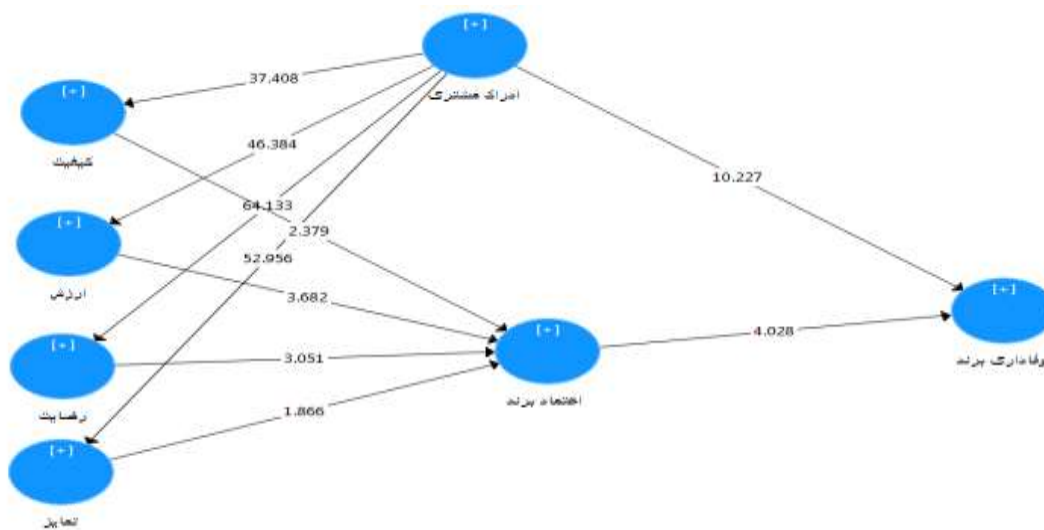 [+]
ادراک مشتری
37.408
[+]
کیفیت
46.384
10.227
64.133
2.379
[+]
ارزش
52.956
3.682
[+]
وفاداری برند
[+]
رضایت
3.051
[+]
اعتماد برند
4.028
1.866
[+]
تمایز